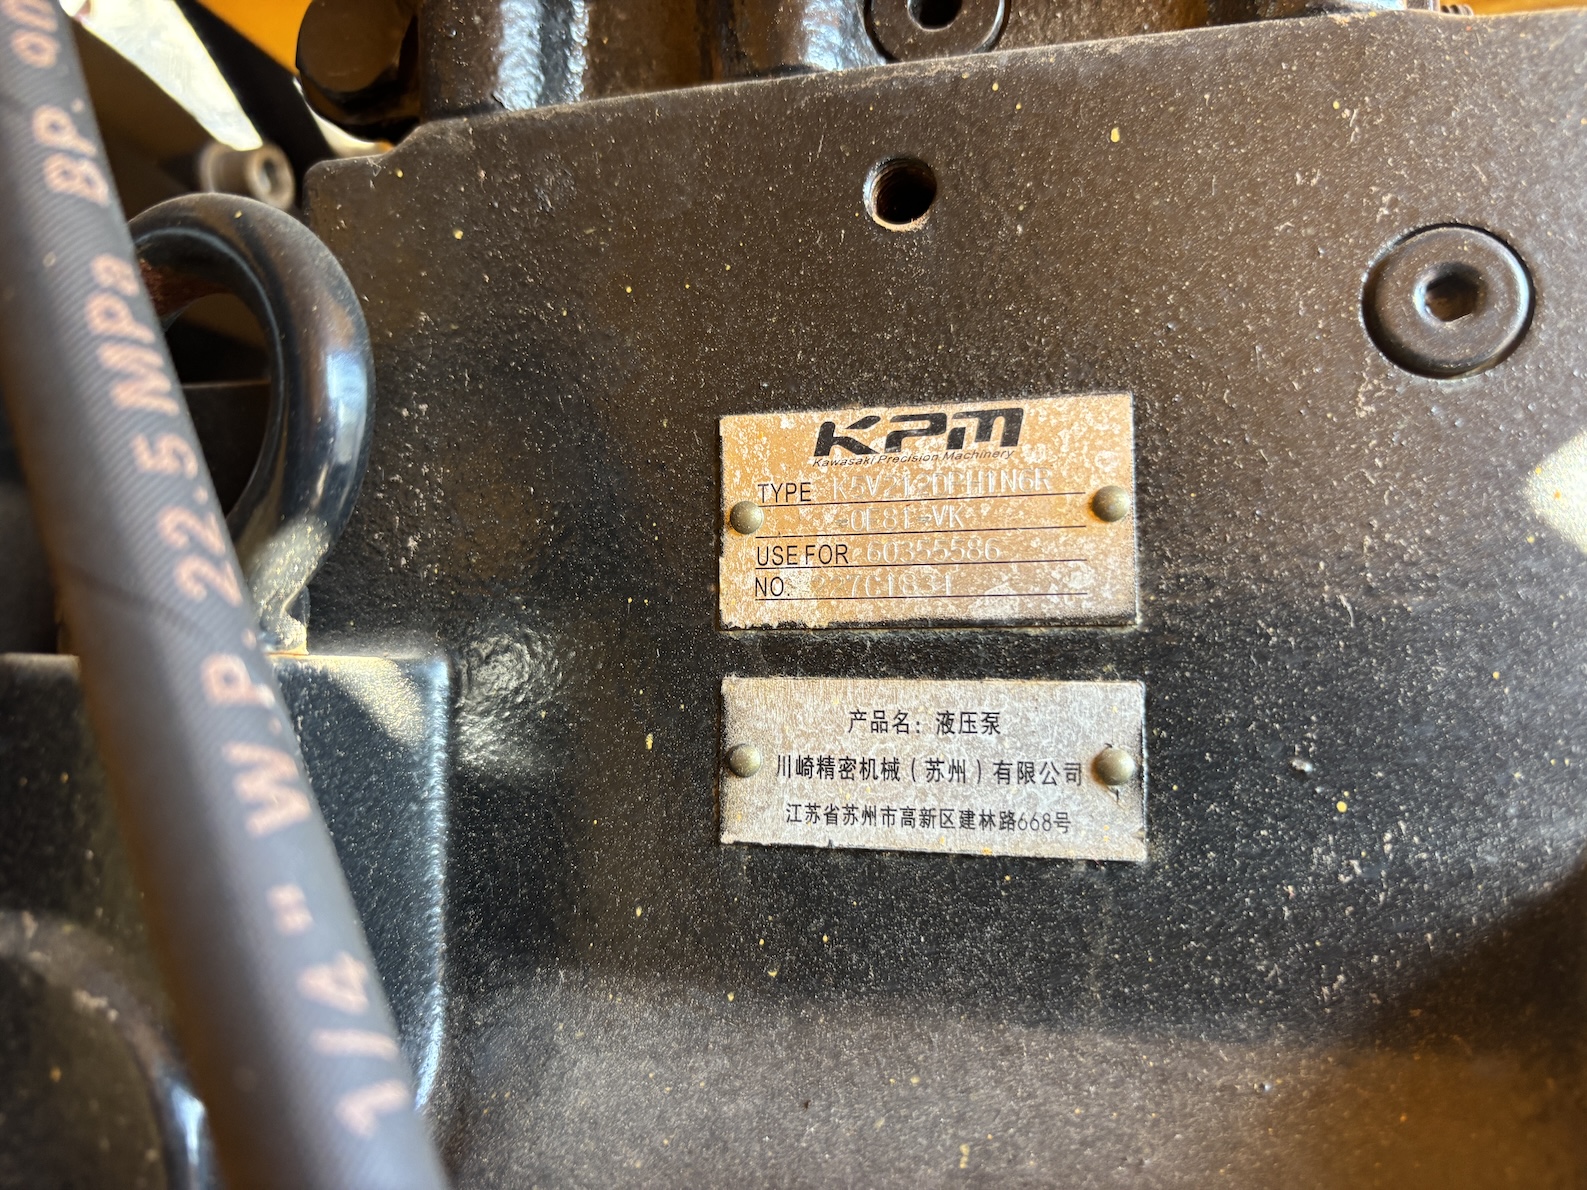 KPM
Kawasaki Precision Machinery
TYPE K5V212DPH1N6R
-0E81-VK
USE FOR 60355586
NO.
产品名：液压泵
川崎精密机械（苏州）有限公司
江苏省苏州市高新区建林路668号
1/4" W.P. 22.5 MPa BP.